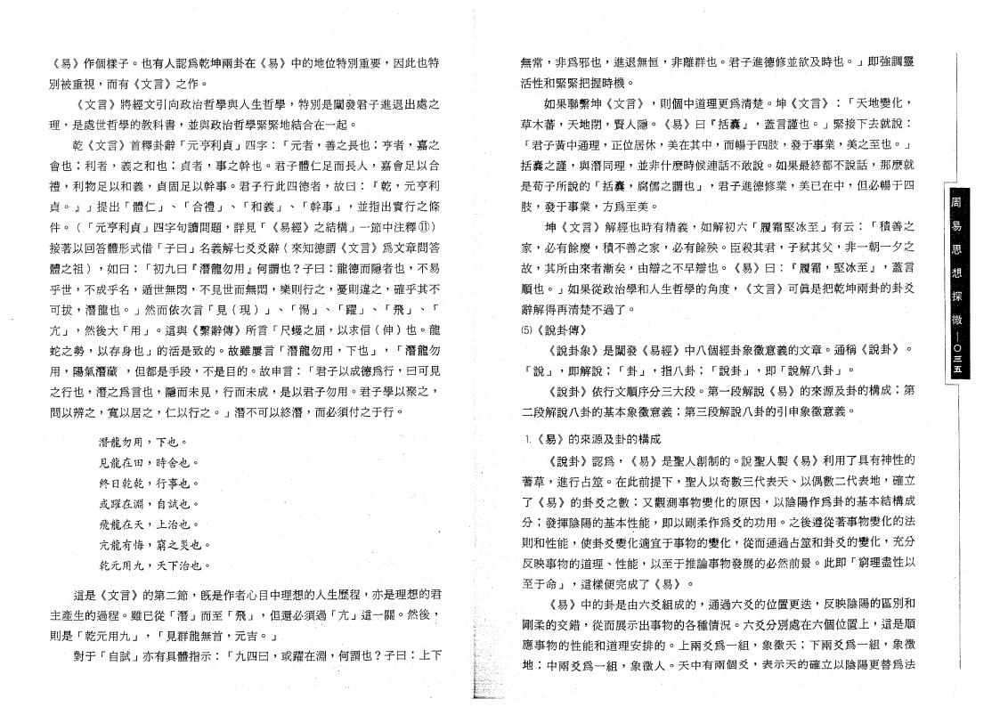 《易》作個樣子。也有人認爲乾坤兩卦在《易》中的地位特別重要，因此也特
別被重視，而有《文言》之作。
《文言》將經文引向政治哲學與人生哲學，特別是闡發君子進退出處之
理，是處世哲學的教科書，並與政治哲學緊緊地結合在一起。
乾《文言》首釋卦辭「元亨利貞」四字：「元者，善之長也；亨者，嘉之
會也；利者，義之和也；貞者，事之幹也。君子體仁足而長人，嘉會足以合
禮，利物足以和義，貞固足以幹事。君子行此四德者，故曰：『乾，元亨利
貞。』」提出「體仁」、「合禮」、「和義」、「幹事」，並指出實行之條
件。（「元亨利貞」四字句讀問題，詳見「《易經》之結構」一節中注釋⑪）
接著以回答體形式借「子曰」名義解七爻爻辭（來知德謂《文言》爲文章問答
體之祖），如曰：「初九曰『潛龍勿用』何謂也？子曰：龍德而隱者也，不易
乎世，不成乎名，遁世無悶，不見世而無悶，樂則行之，憂則違之，確乎其不
可拔，潛龍也。」然而依次言「見（現）」、「惕」、「躍」、「飛」、「
亢」，然後大「用」。這與《繫辭傳》所言「尺蠖之屈，以求信（伸）也。龍
蛇之勢，以存身也」的活是致的。故雖屢言「潛龍勿用，下也」，「潛龍勿
用，陽氣潛藏 ，但都是手段，不是目的。故申言：「君子以成德爲行，曰可見
之行也，潛之爲言也，隱而未見，行而未成，是以君子勿用。君子學以聚之，
問以辨之，寬以居之，仁以行之。」潛不可以終潛，而必須付之于行。
潛龍勿用，下也。
見龍在田，時舍也。
終日乾乾，行事也。
或躍在淵，自試也。
飛龍在天，上治也。
亢龍有悔，窮之災也。
乾元用九，天下治也。
這是《文言》的第二節，旣是作者心目中理想的人生歷程，亦是理想的君
主產生的過程。雖已從「潛」而至「飛」，但還必須過「亢」這一關。然後，
則是「乾元用九」，「見群龍無首，元吉。」
對于「自試」亦有具體指示：「九四曰，或躍在淵，何謂也？子曰：上下
無常，非爲邪也，進退無恒，非離群也。君子進德修並欲及時也。」即強調靈
活性和緊緊把握時機。
如果聯繫坤《文言》，則個中道理更爲清楚。坤《文言》：「天地變化，
草木蕃，天地閉，賢人隱。《易》曰『括囊』，蓋言謹也。」緊接下去就說：
「君子黃中通理，正位居休，美在其中，而暢于四肢，發于事業，美之至也。」
括囊之謹，與潛同理，並非什麼時候連話不敢說。如果最終都不說話，那麼就
是荀子所說的「括囊，腐儒之謂也」，君子進德修業，美已在中，但必暢于四
肢，發于事業，方爲至美。
坤《文言》解經也時有精義，如解初六「履霜堅冰至」有云：「積善之
家，必有餘慶，積不善之家，必有餘殃。臣殺其君，子弒其父，非一朝一夕之
故，其所由來者漸矣，由辯之不早辯也。《易》曰：『履霜，堅冰至』，蓋言
順也。」如果從政治學和人生哲學的角度，《文言》可眞是把乾坤兩卦的卦爻
辭解得再清楚不過了。
⑸《說卦傳》
《說卦象》是闡發《易經》中八個經卦象徵意義的文章。通稱《說卦》。
「說」，即解說；「卦」，指八卦；「說卦」，即「說解八卦」。
《說卦》依行文順序分三大段。第一段解說《易》的來源及卦的構成；第
二段解說八卦的基本象徵意義；第三段解說八卦的引申象徵意義。
1.《易》的來源及卦的構成
《說卦》認爲，《易》是聖人創制的。說聖人製《易》利用了具有神性的
蓍草，進行占筮。在此前提下，聖人以奇數三代表天、以偶數二代表地，確立
了《易》的卦爻之數；又觀測事物變化的原因，以陰陽作爲卦的基本結構成
分；發揮陰陽的基本性能，即以剛柔作爲爻的功用。之後遵從著事物變化的法
則和性能，使卦爻變化適宜于事物的變化，從而通過占筮和卦爻的變化，充分
反映事物的道理、性能，以至于推論事物發展的必然前景。此即「窮理盡性以
至于命」，這樣便完成了《易》。
《易》中的卦是由六爻組成的，通過六爻的位置更迭，反映陰陽的區別和
剛柔的交錯，從而展示出事物的各種情況。六爻分別處在六個位置上，這是順
應事物的性能和道理安排的。上兩爻爲一組，象徵天；下兩爻爲一組，象徵
地；中兩爻爲一組，象徵人。天中有兩個爻，表示天的確立以陰陽更替爲法
周易思想探微—○三五